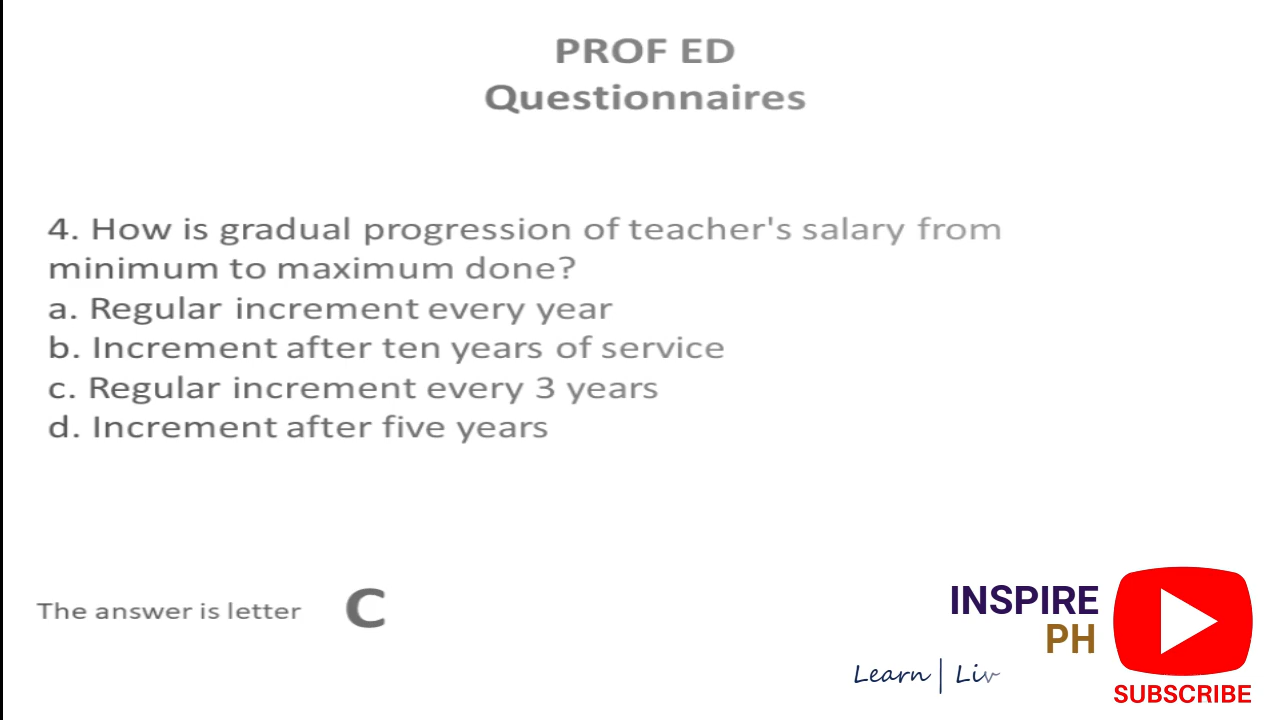 PROF ED
Questionnaires
4. How is gradual progression of teacher's salary from
minimum to maximum done?
a. Regular increment every year
b. Increment after ten years of service
c. Regular increment every 3 years
d. Increment after five years
The answer is letter C
INSPIRE
PH
Learn | Liv
SUBSCRIBE